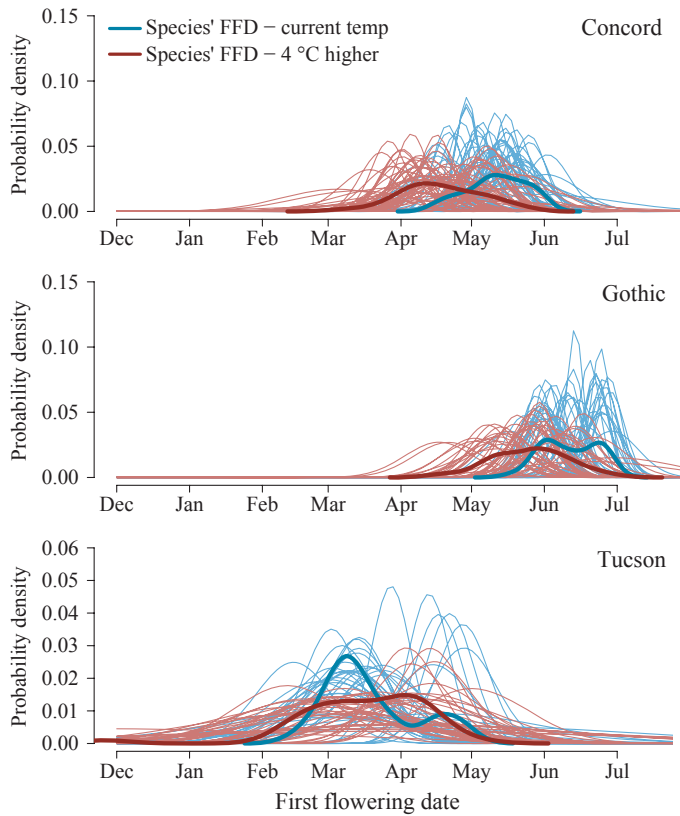 Species' FFD – current temp
Species' FFD – 4 °C higher
Concord
Probability density
0.15
0.10
0.05
0.00
Dec Jan Feb Mar Apr May Jun Jul
Gothic
Probability density
0.15
0.10
0.05
0.00
Dec Jan Feb Mar Apr May Jun Jul
Tucson
Probability density
0.06
0.05
0.04
0.03
0.02
0.01
0.00
Dec Jan Feb Mar Apr May Jun Jul
First flowering date